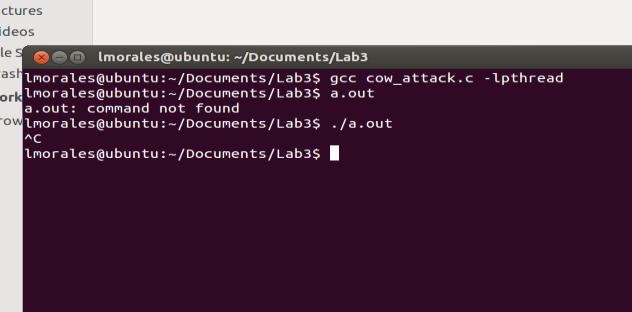 ctures
ideos
le S
rash
ork
row
lmorales@ubuntu: ~/Documents/Lab3
lmorales@ubuntu:~/Documents/Lab3$ gcc cow_attack.c -lpthread
lmorales@ubuntu:~/Documents/Lab3$ a.out
a.out: command not found
lmorales@ubuntu:~/Documents/Lab3$ ./a.out
^C
lmorales@ubuntu:~/Documents/Lab3$